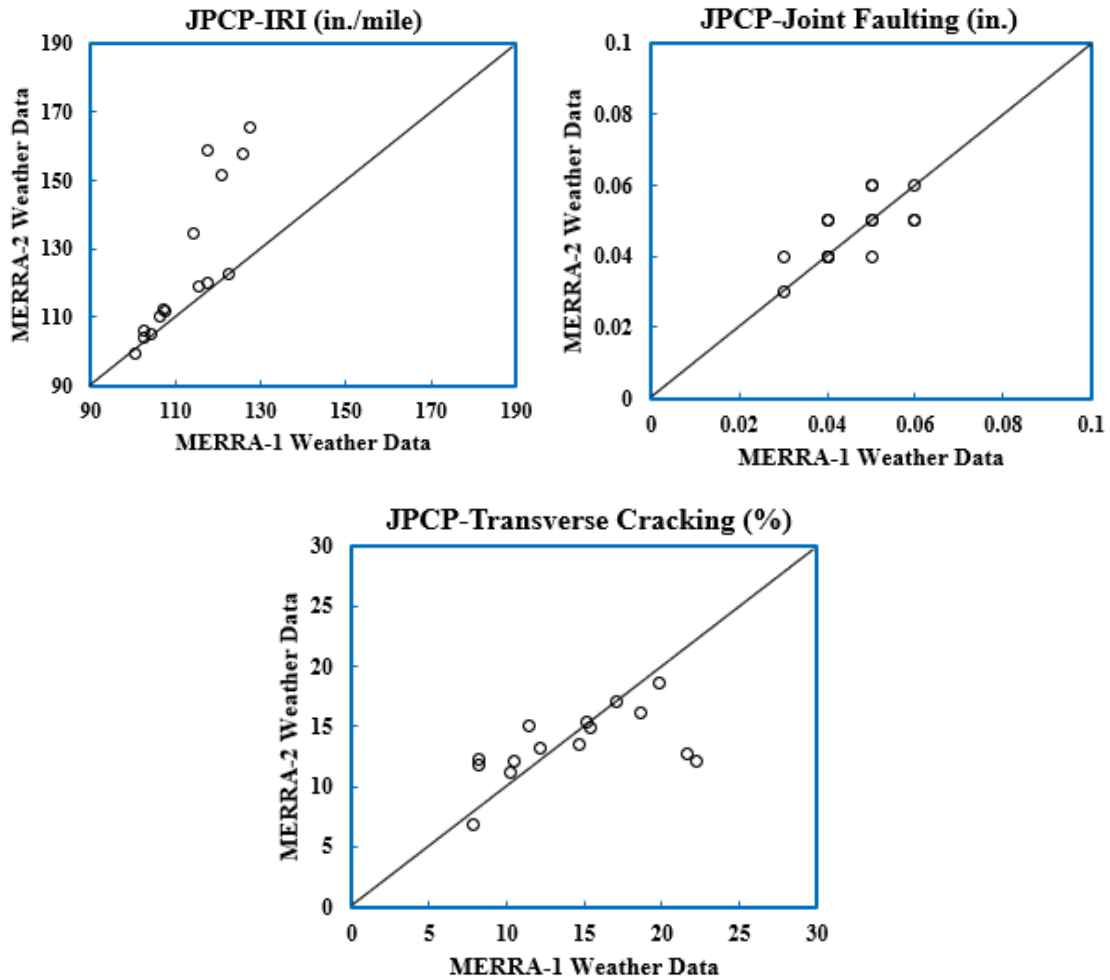 JPCP-IRI (in./mile)
190
170
150
130
110
90
90 110 130 150 170 190
MERRA-2 Weather Data
MERRA-1 Weather Data
JPCP-Joint Faulting (in.)
0.1
0.08
0.06
0.04
0.02
0
0 0.02 0.04 0.06 0.08 0.1
MERRA-2 Weather Data
MERRA-1 Weather Data
JPCP-Transverse Cracking (%)
30
25
20
15
10
5
0
0 5 10 15 20 25 30
MERRA-2 Weather Data
MERRA-1 Weather Data